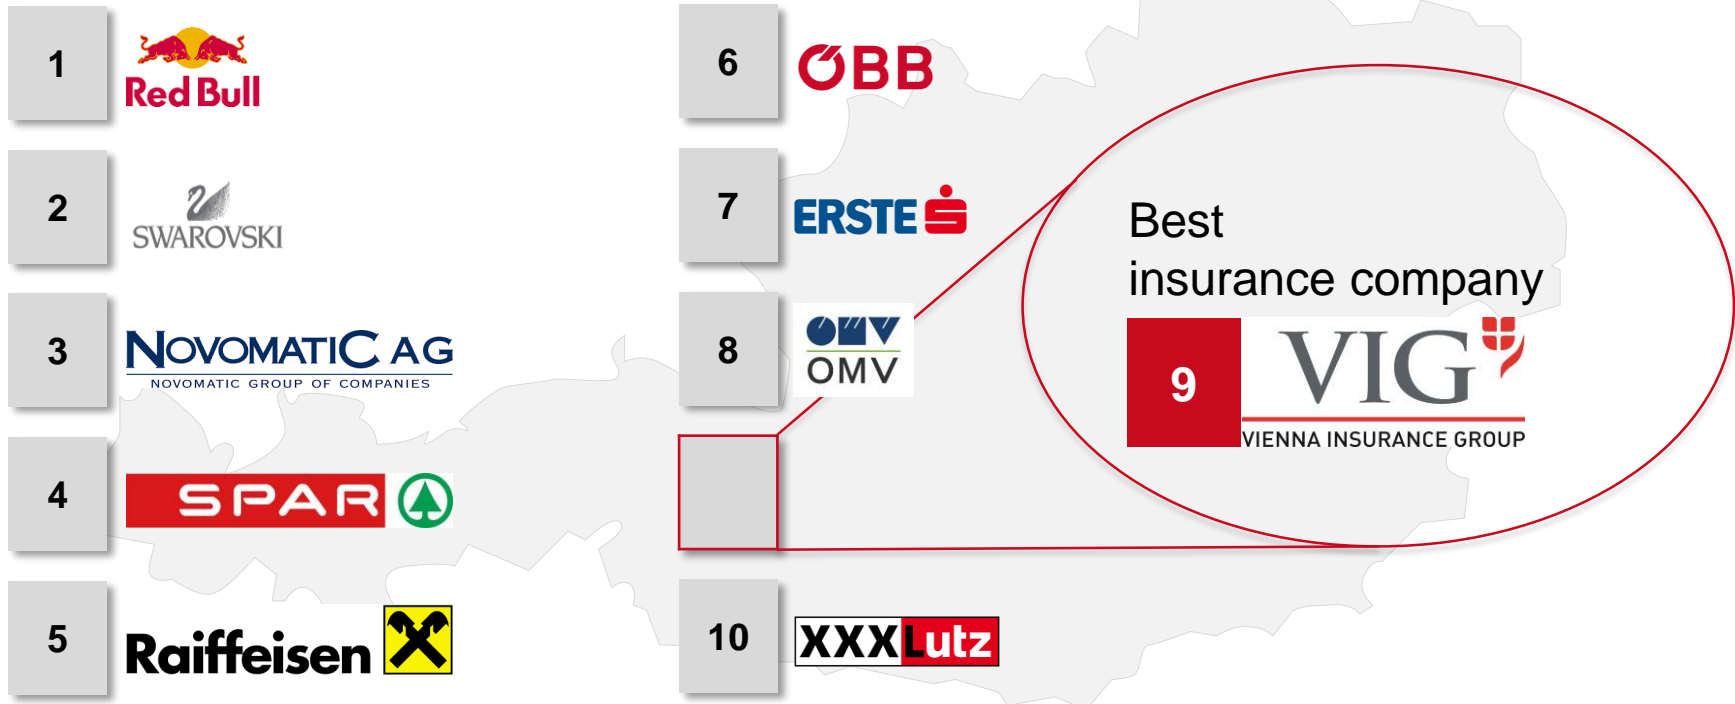 1
Red Bull
2
SWAROVSKI
3
NOVOMATIC AG
NOVOMATIC GROUP OF COMPANIES
4
SPAR
5
Raiffeisen
6
ÖBB
7
ERSTE S
8
OMV
OMV
Best
insurance company
9
VIG
VIENNA INSURANCE GROUP
10
XXXLutz